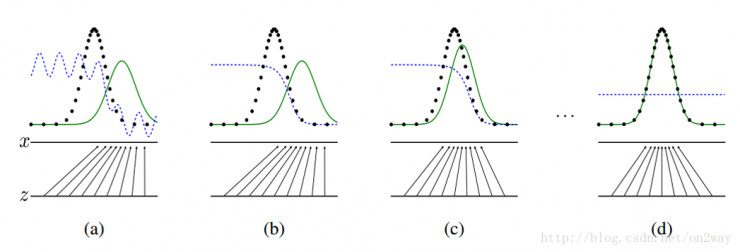 ...
x
z
(a) (b) (c) (d)
http://blog.csdn.net/on2way